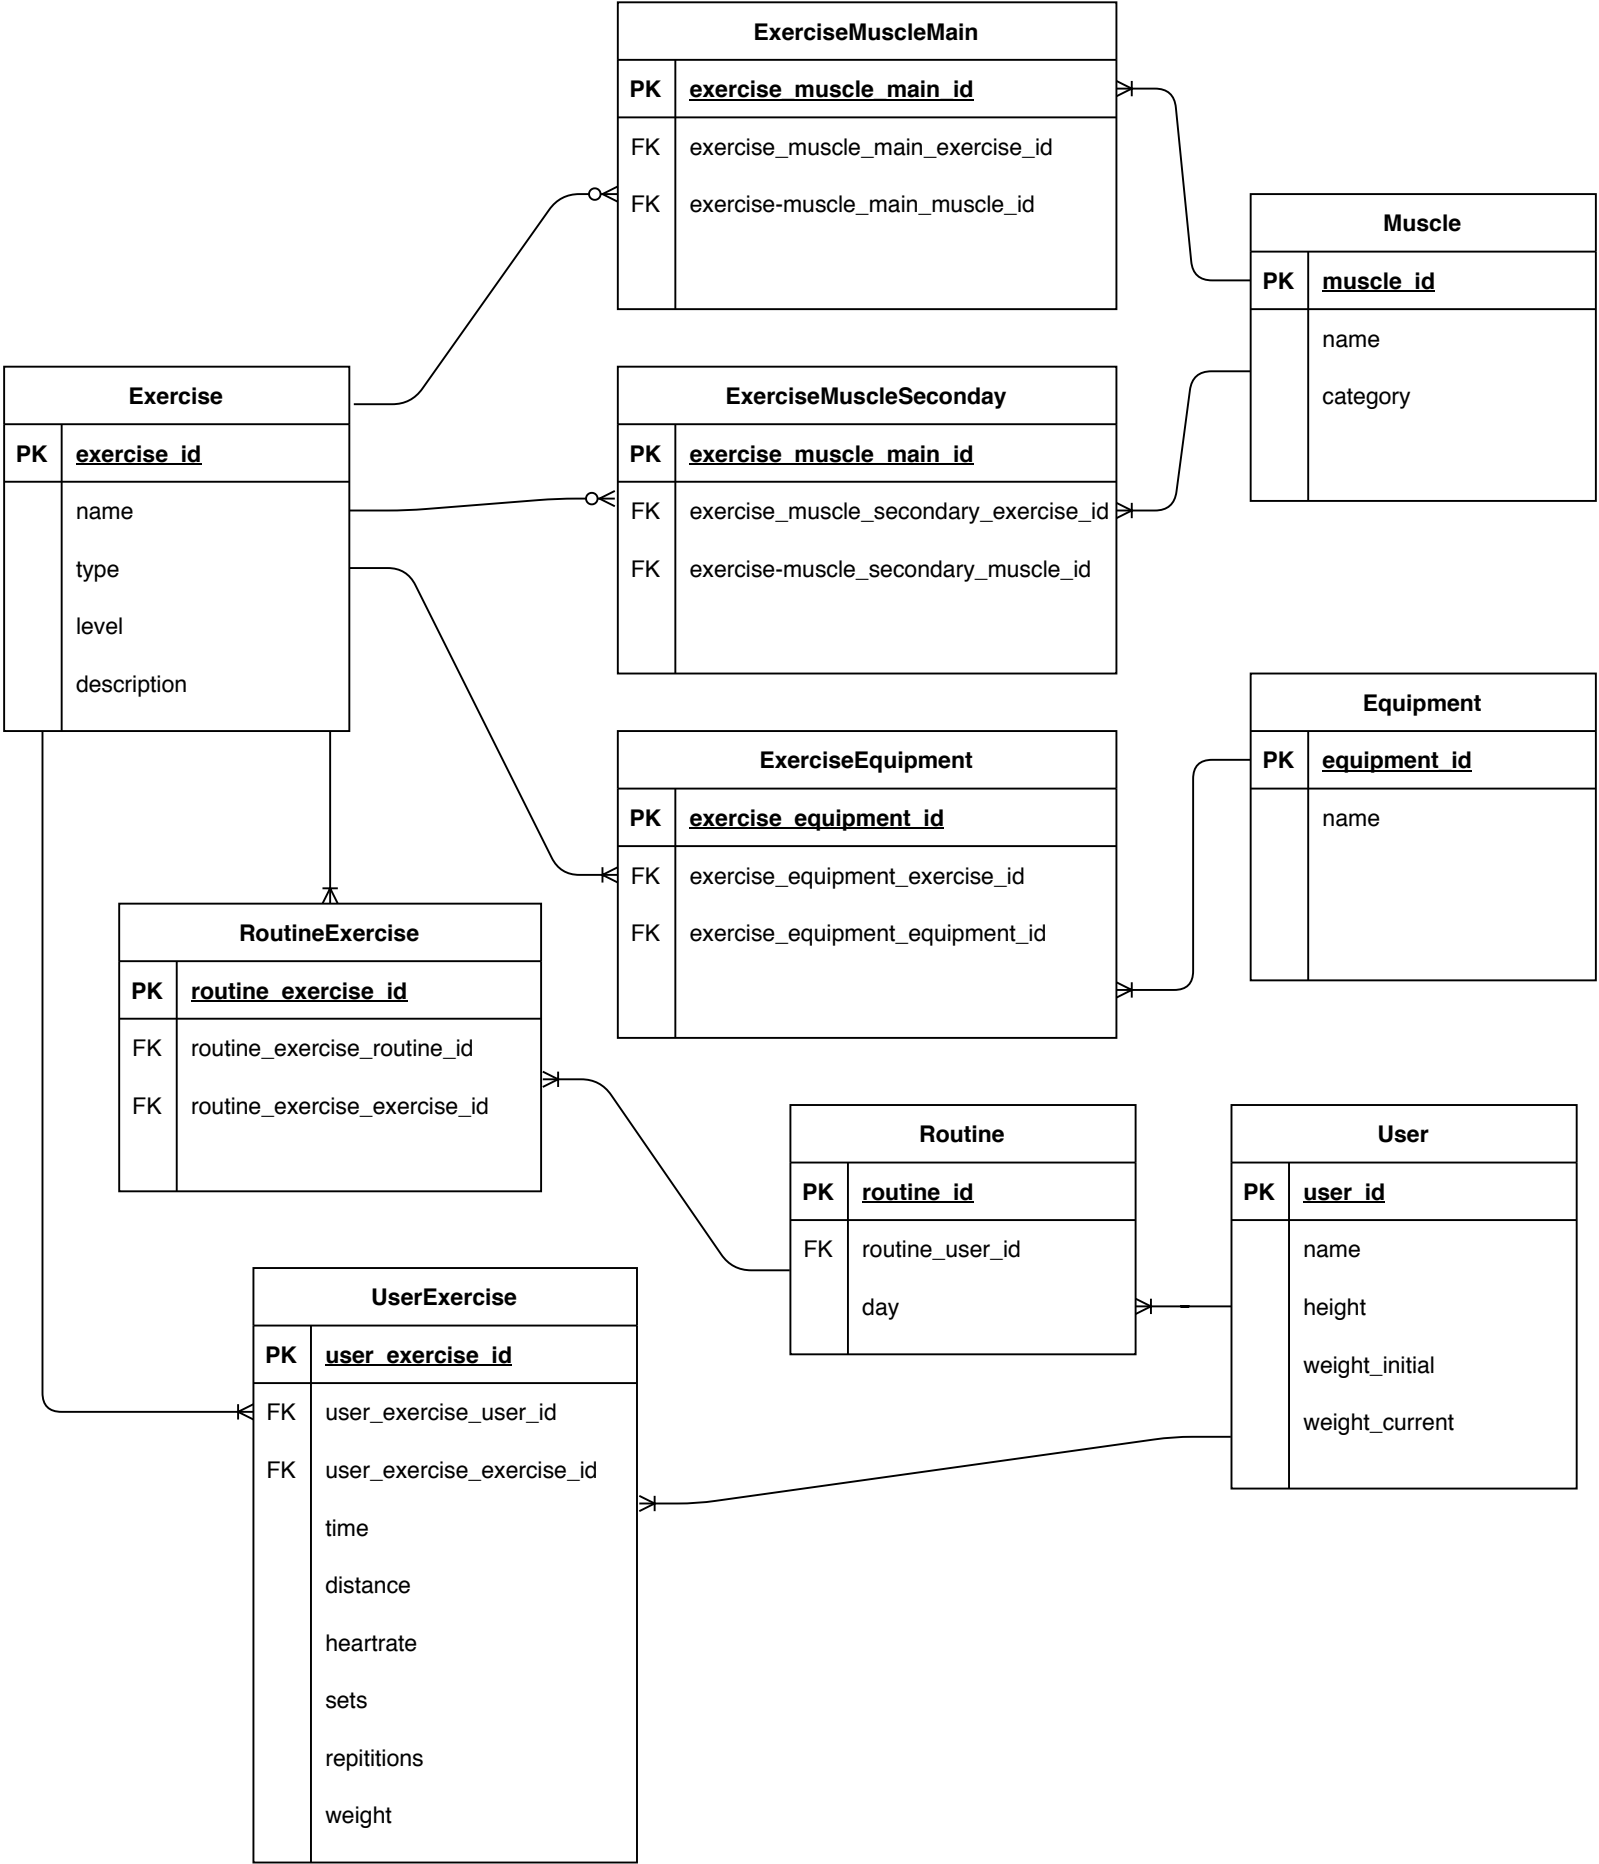 ExerciseMuscleMain
PK exercise_muscle_main_id
FK exercise_muscle_main_exercise_id
FK exercise-muscle_main_muscle_id
Muscle
PK muscle_id
name
category
Exercise
PK exercise_id
name
type
level
description
ExerciseMuscleSeconday
PK exercise_muscle_main_id
FK exercise_muscle_secondary_exercise_id
FK exercise-muscle_secondary_muscle_id
Equipment
PK equipment_id
name
ExerciseEquipment
PK exercise_equipment_id
FK exercise_equipment_exercise_id
FK exercise_equipment_equipment_id
RoutineExercise
PK routine_exercise_id
FK routine_exercise_routine_id
FK routine_exercise_exercise_id
Routine
PK routine_id
FK routine_user_id
day
User
PK user_id
name
height
weight_initial
weight_current
UserExercise
PK user_exercise_id
FK user_exercise_user_id
FK user_exercise_exercise_id
time
distance
heartrate
sets
repititions
weight